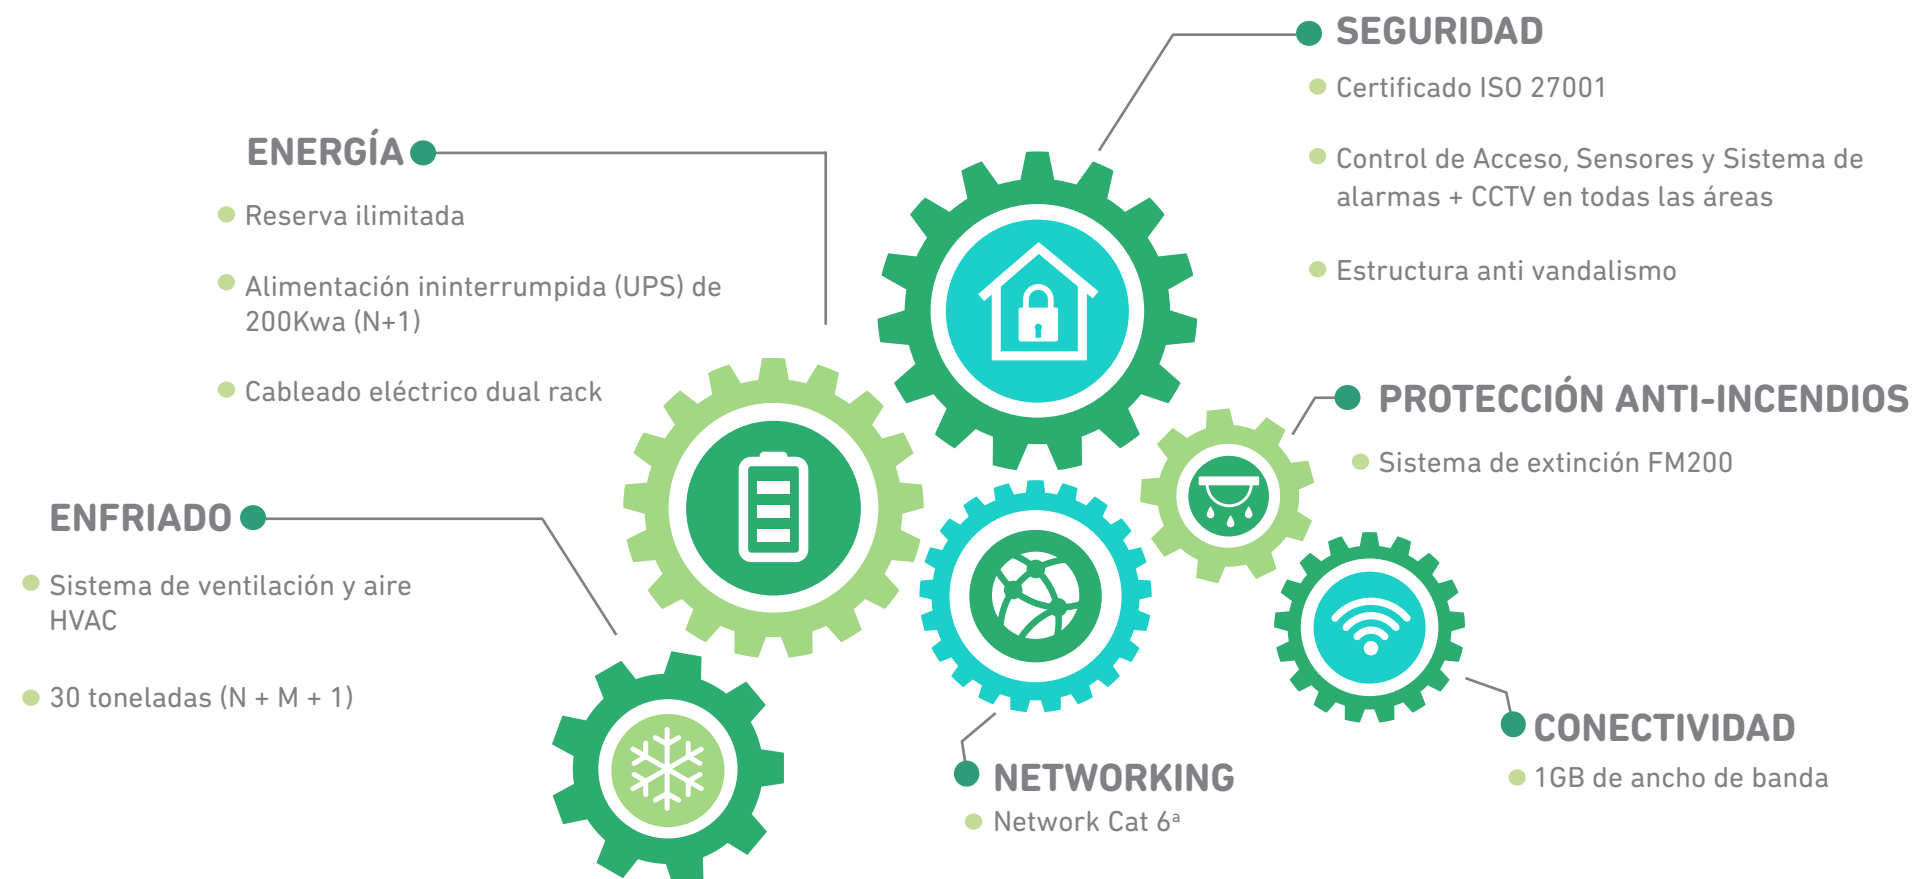 SEGURIDAD
Certificado ISO 27001
Control de Acceso, Sensores y Sistema de
alarmas + CCTV en todas las áreas
Estructura anti vandalismo
ENERGÍA
Reserva ilimitada
Alimentación ininterrumpida (UPS) de
200Kwa (N+1)
Cableado eléctrico dual rack
PROTECCIÓN ANTI-INCENDIOS
Sistema de extinción FM200
ENFRIADO
Sistema de ventilación y aire
HVAC
30 toneladas (N + M + 1)
NETWORKING
Network Cat 6ª
CONECTIVIDAD
1GB de ancho de banda